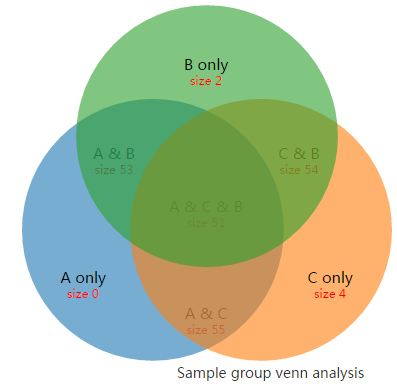 B only
size 2
A & B
size 53
C & B
size 54
A & C & B
size 51
A only
size 0
C only
size 4
A & C
size 55
Sample group venn analysis